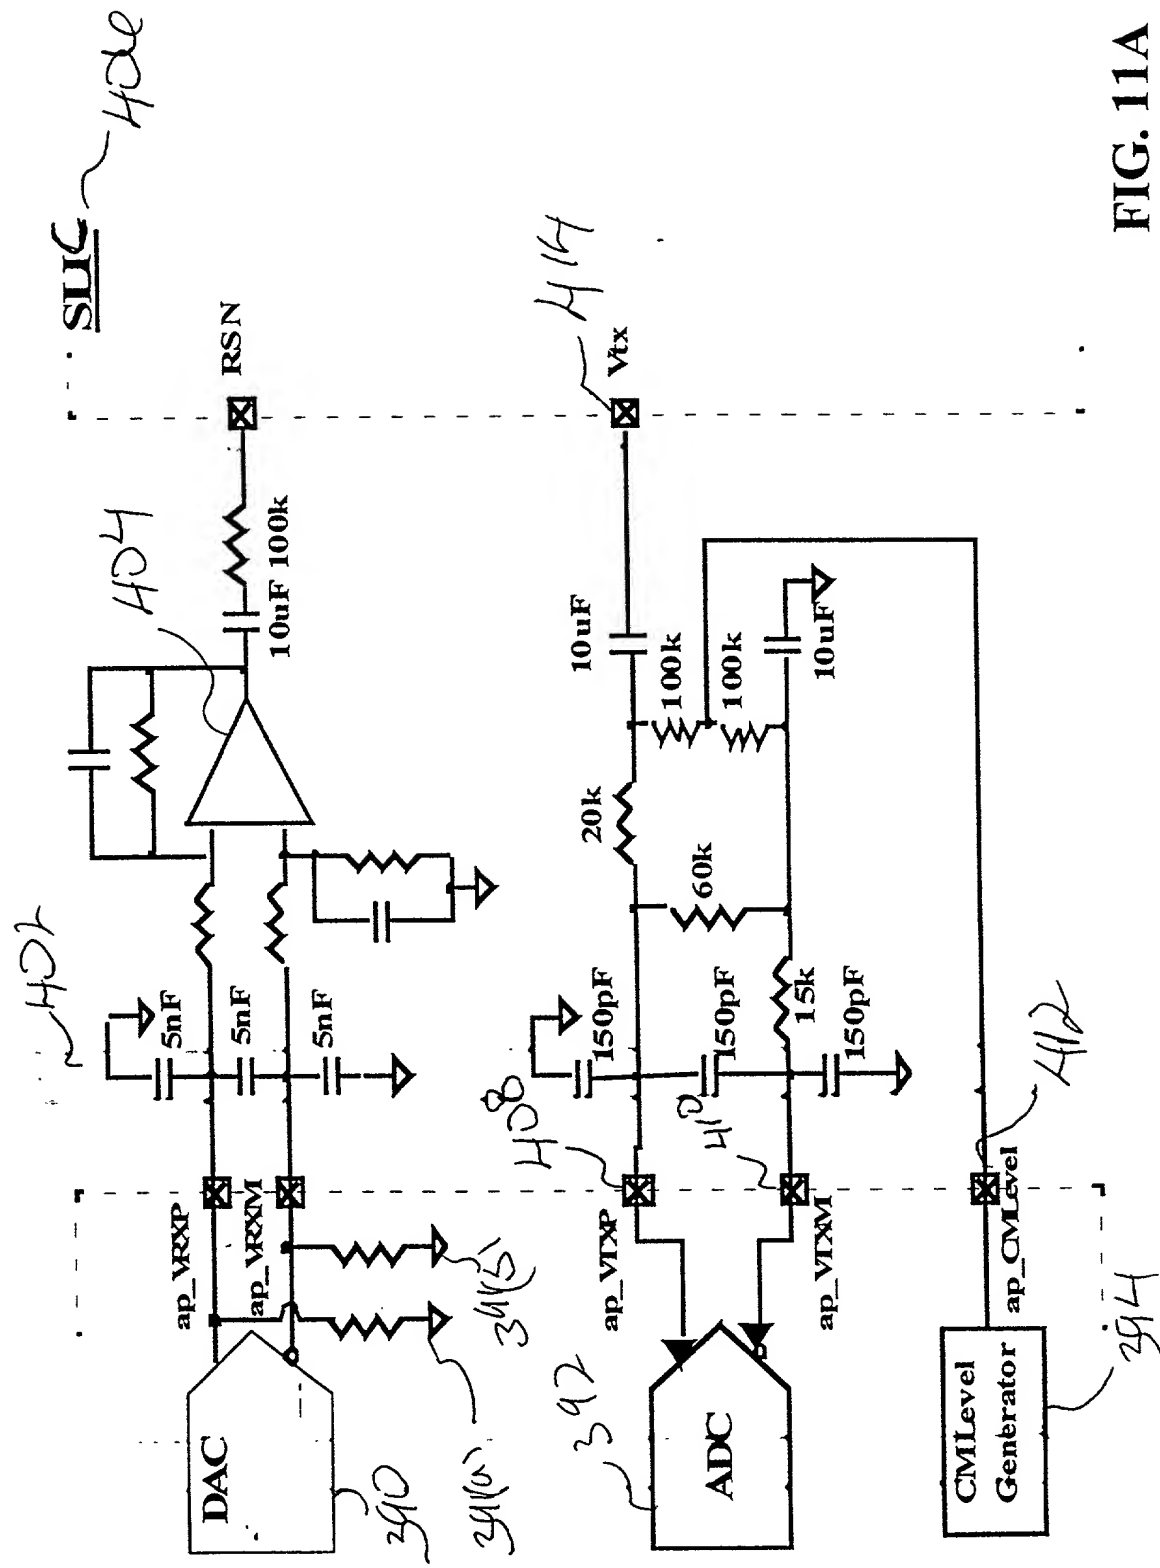 SLIC
406
402
404
RSN
5nF
5nF
5nF
10uF 100k
ap_VRXP
ap_VRXM
DAC
390
391(a)
391(b)
414
Vtx
10uF
100k
100k
10uF
20k
60k
15k
150pF
150pF
150pF
408
410
ap_VTXP
ap_VTXM
ADC
392
412
ap_CMLevel
CMLevel
Generator
394
FIG. 11A